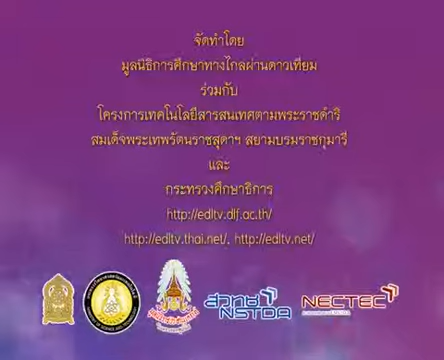 จัดทำโดย
มูลนิธิการศึกษาทางไกลผ่านดาวเทียม
ร่วมกับ
โครงการเทคโนโลยีสารสนเทศตามพระราชดำริ
สมเด็จพระเทพรัตนราชสุดาฯ สยามบรมราชกุมารี
และ
กระทรวงศึกษาธิการ
http://edltv.dlf.ac.th/
http://edltv.thai.net/, http://edltv.net/
สวทช
NSTDA
NECTEC